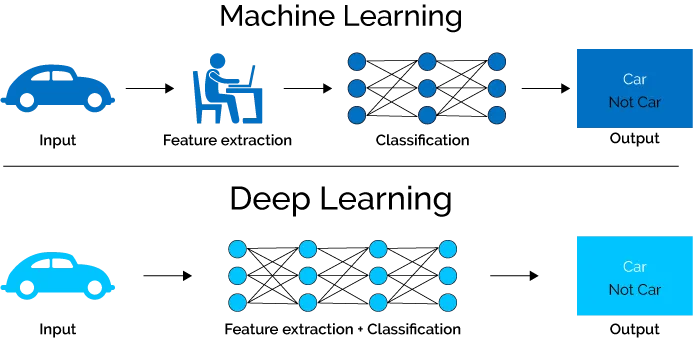 Machine Learning
Car
Not Car
Input
Feature extraction
Classification
Output
Deep Learning
Car
Not Car
Input
Feature extraction + Classification
Output